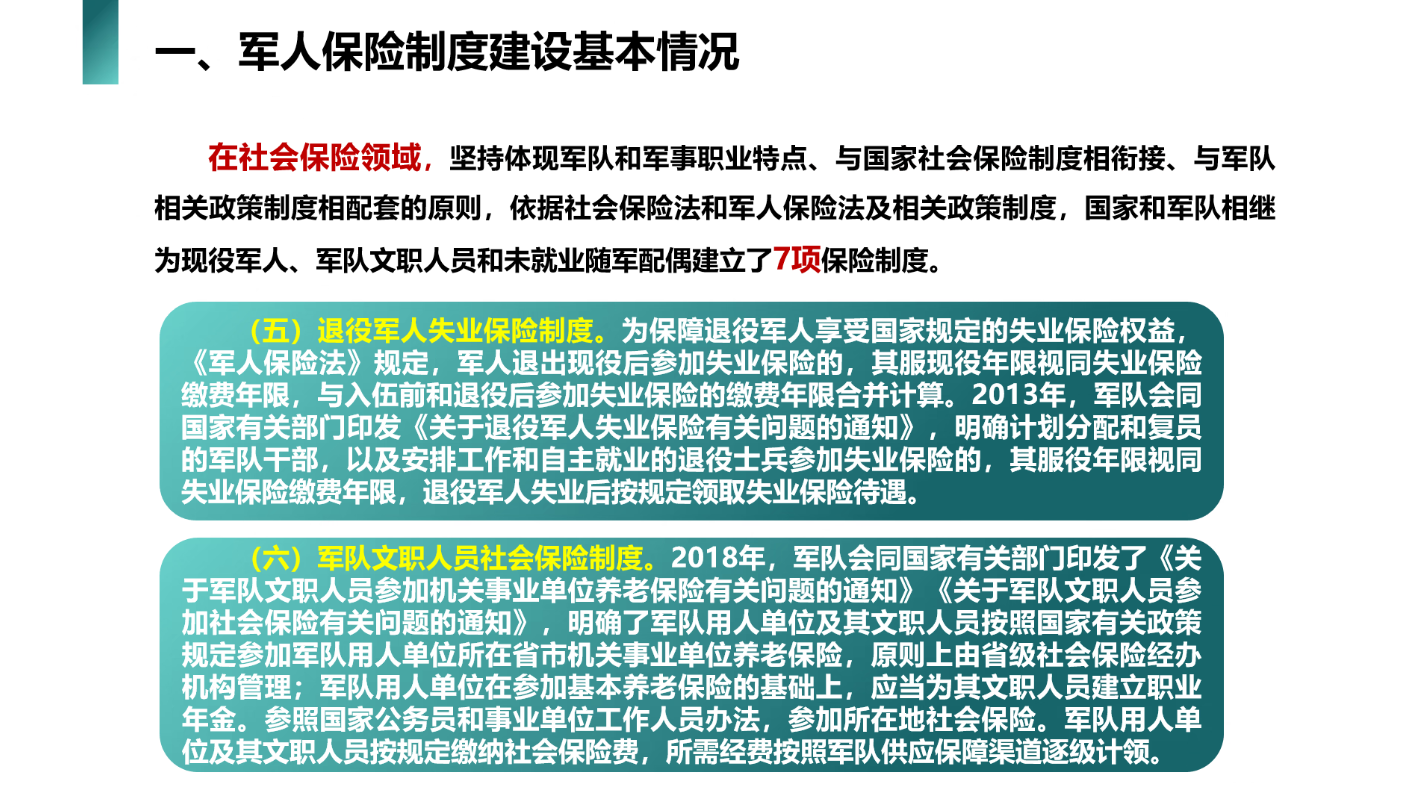 一、军人保险制度建设基本情况
在社会保险领域，坚持体现军队和军事职业特点、与国家社会保险制度相衔接、与军队
相关政策制度相配套的原则，依据社会保险法和军人保险法及相关政策制度，国家和军队相继
为现役军人、军队文职人员和未就业随军配偶建立了7项保险制度。
（五）退役军人失业保险制度。为保障退役军人享受国家规定的失业保险权益，
《军人保险法》规定，军人退出现役后参加失业保险的，其服现役年限视同失业保险
缴费年限，与入伍前和退役后参加失业保险的缴费年限合并计算。2013年，军队会同
国家有关部门印发《关于退役军人失业保险有关问题的通知》，明确计划分配和复员
的军队干部，以及安排工作和自主就业的退役士兵参加失业保险的，其服役年限视同
失业保险缴费年限，退役军人失业后按规定领取失业保险待遇。
（六）军队文职人员社会保险制度。2018年，军队会同国家有关部门印发了《关
于军队文职人员参加机关事业单位养老保险有关问题的通知》《关于军队文职人员参
加社会保险有关问题的通知》，明确了军队用人单位及其文职人员按照国家有关政策
规定参加军队用人单位所在省市机关事业单位养老保险，原则上由省级社会保险经办
机构管理；军队用人单位在参加基本养老保险的基础上，应当为其文职人员建立职业
年金。参照国家公务员和事业单位工作人员办法，参加所在地社会保险。军队用人单
位及其文职人员按规定缴纳社会保险费，所需经费按照军队供应保障渠道逐级计领。